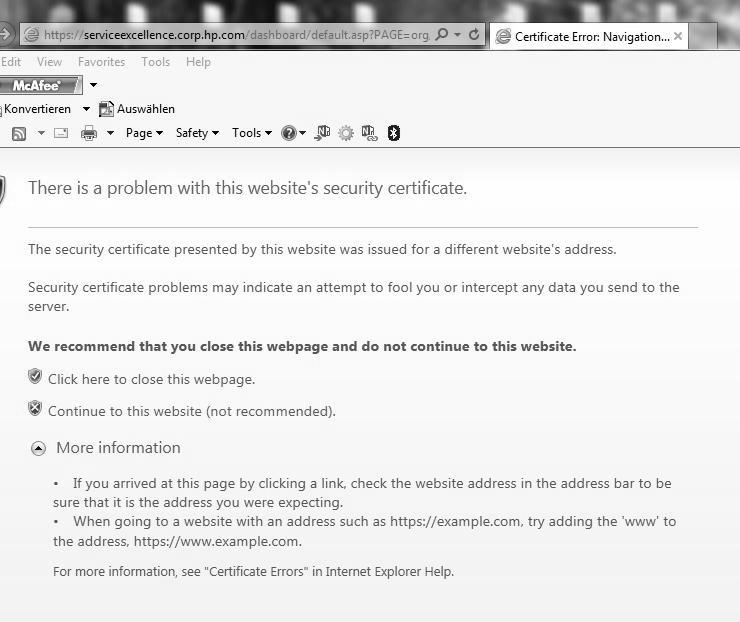 https://serviceexcellence.corp.hp.com/dashboard/default.asp?PAGE=org, Certificate Error: Navigation...
Edit View Favorites Tools Help
McAfee
Konvertieren Auswählen
Page Safety Tools
There is a problem with this website's security certificate.
The security certificate presented by this website was issued for a different website's address.
Security certificate problems may indicate an attempt to fool you or intercept any data you send to the
server.
We recommend that you close this webpage and do not continue to this website.
Click here to close this webpage.
Continue to this website (not recommended).
More information
• If you arrived at this page by clicking a link, check the website address in the address bar to be
sure that it is the address you were expecting.
• When going to a website with an address such as https://example.com, try adding the 'www' to
the address, https://www.example.com.
For more information, see "Certificate Errors" in Internet Explorer Help.